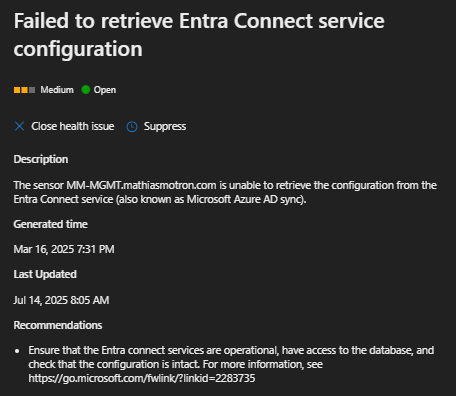 Failed to retrieve Entra Connect service
configuration
Medium Open
Close health issue Suppress
Description
The sensor MM-MGMT.mathiasmotron.com is unable to retrieve the configuration from the
Entra Connect service (also known as Microsoft Azure AD sync).
Generated time
Mar 16, 2025 7:31 PM
Last Updated
Jul 14, 2025 8:05 AM
Recommendations
• Ensure that the Entra connect services are operational, have access to the database, and
check that the configuration is intact. For more information, see
https://go.microsoft.com/fwlink/?linkid=2283735